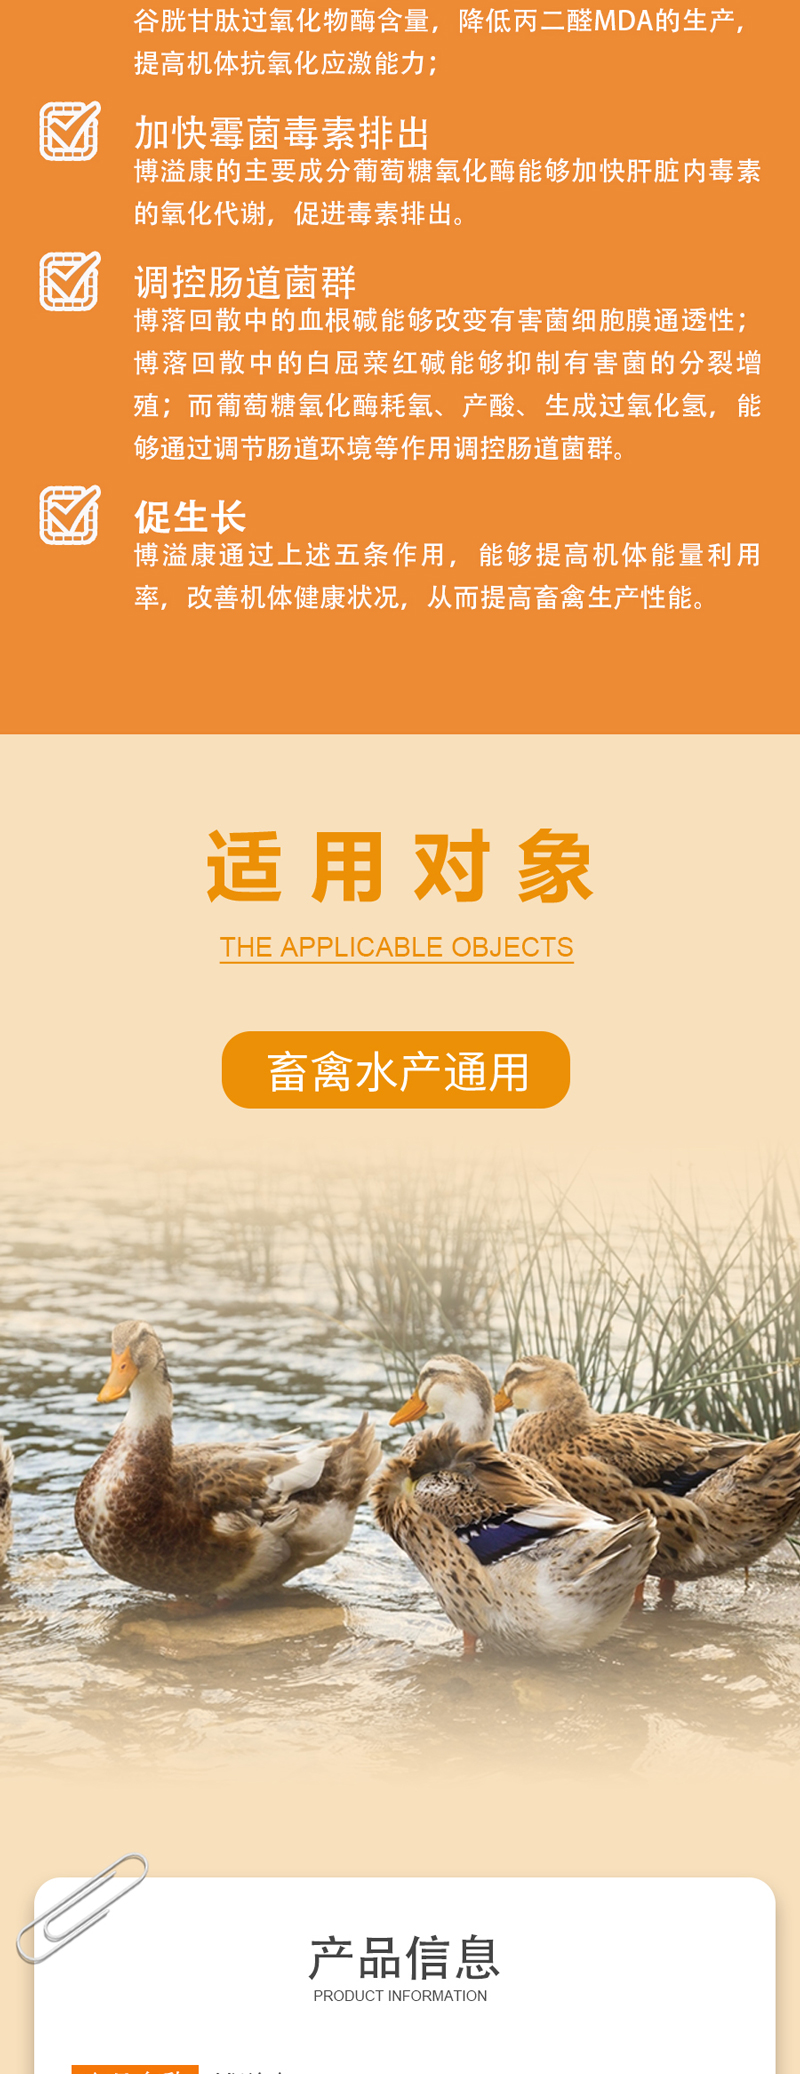 谷胱甘肽过氧化物酶含量，降低丙二醛MDA的生产，
提高机体抗氧化应激能力；
加快霉菌毒素排出
博溢康的主要成分葡萄糖氧化酶能够加快肝脏内毒素
的氧化代谢，促进毒素排出。
调控肠道菌群
博落回散中的血根碱能够改变有害菌细胞膜通透性；
博落回散中的白屈菜红碱能够抑制有害菌的分裂增
殖；而葡萄糖氧化酶耗氧、产酸、生成过氧化氢，能
够通过调节肠道环境等作用调控肠道菌群。
促生长
博溢康通过上述五条作用，能够提高机体能量利用
率，改善机体健康状况，从而提高畜禽生产性能。
适用对象
THE APPLICABLE OBJECTS
畜禽水产通用
产品信息
PRODUCT INFORMATION